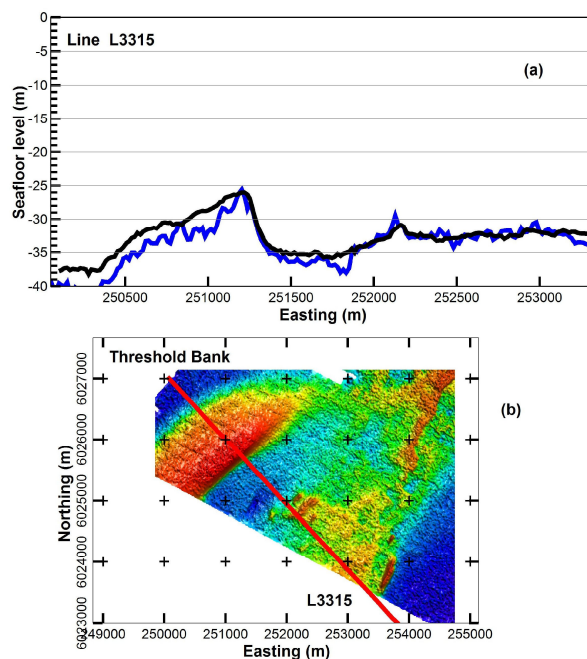 0
Line L3315
-5
(a)
-10
-15
-20
-25
-30
-35
-40
Seafloor level (m)
250500 251000 251500 252000 252500 253000
Easting (m)
Threshold Bank
(b)
6027000
6026000
6025000
6024000
6023000
Northing (m)
L3315
249000 250000 251000 252000 253000 254000 255000
Easting (m)